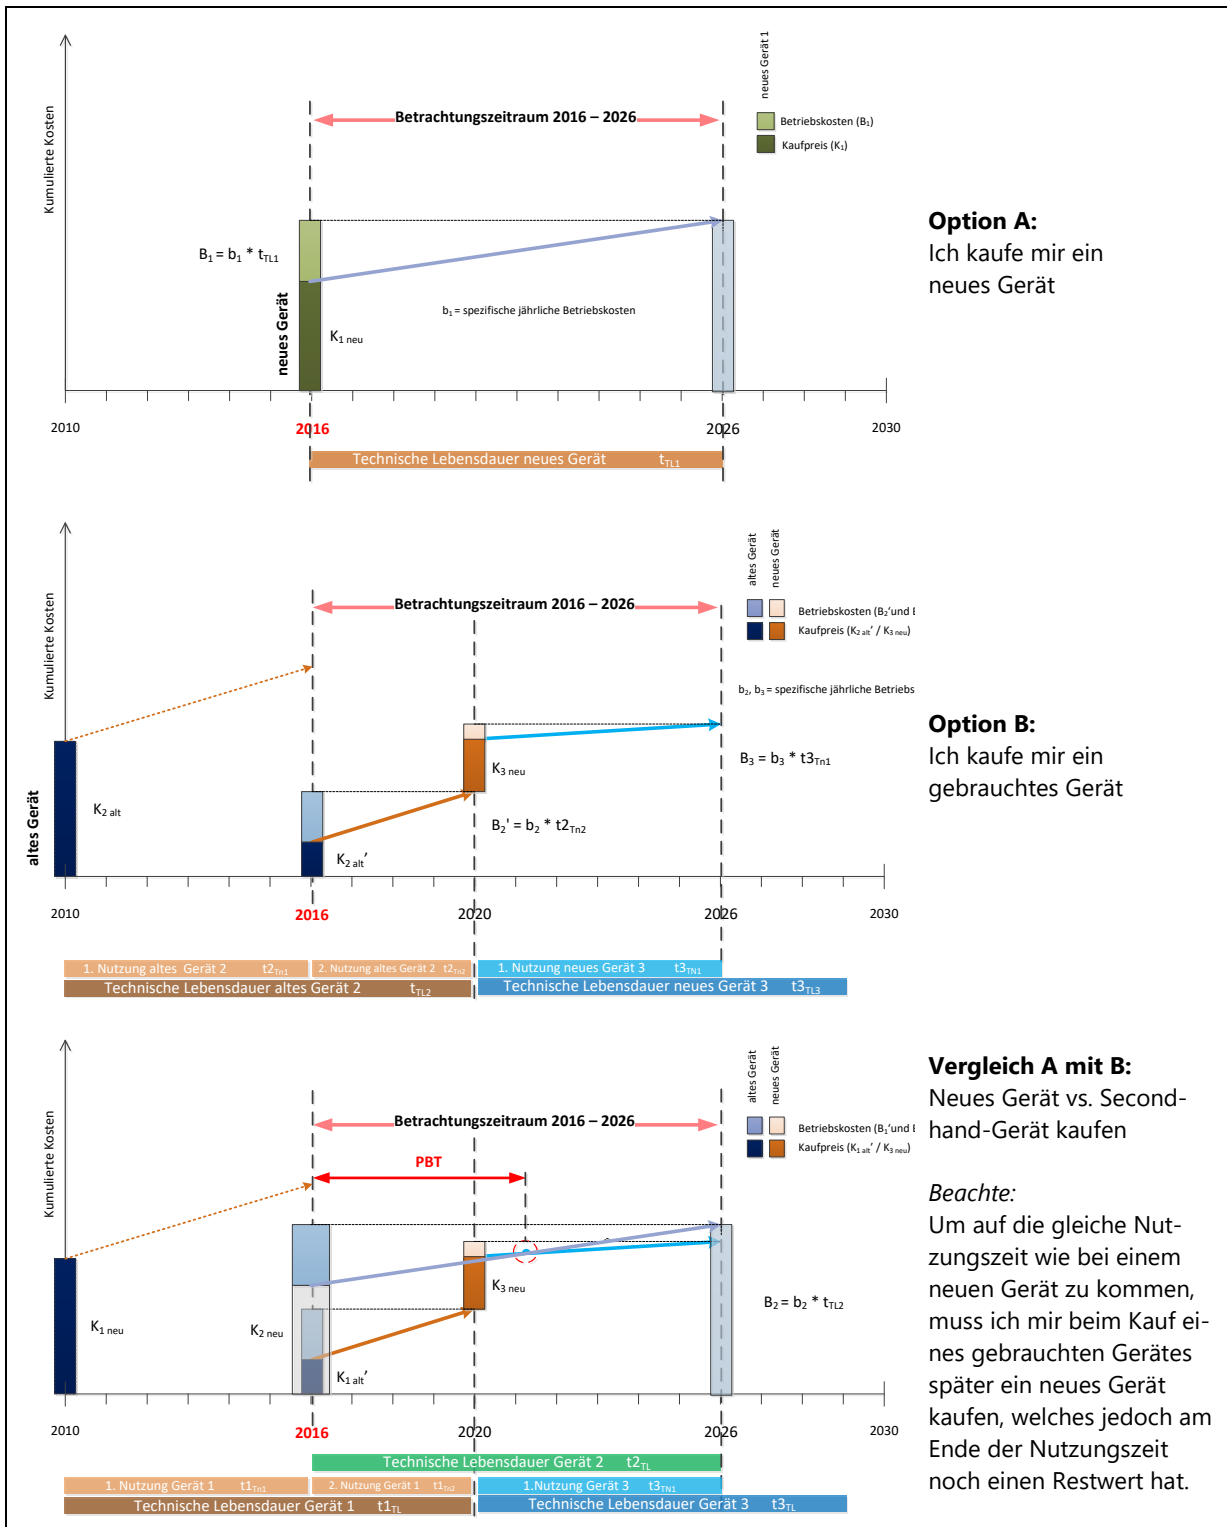 Kumulierte Kosten
neues Gerät 1
Betrachtungszeitraum 2016 – 2026
Betriebskosten (B₁)
Kaufpreis (K₁)
B₁ = b₁ * t_TL1
neues Gerät
K₁ neu
b₁ = spezifische jährliche Betriebskosten
2010
2016
2026
2030
Technische Lebensdauer neues Gerät t_TL1
Option A:
Ich kaufe mir ein
neues Gerät
Kumulierte Kosten
altes Gerät
neues Gerät
Betrachtungszeitraum 2016 – 2026
Betriebskosten (B₂'und
Kaufpreis (K₂ alt' / K₃ neu)
b₂, b₃ = spezifische jährliche Betriebs
altes Gerät
K₂ alt
K₃ neu
B₃ = b₃ * t3_Tn1
B₂' = b₂ * t2_Tn2
K₂ alt'
2010
2016
2020
2026
2030
1. Nutzung altes Gerät 2 t2_Tn1
2. Nutzung altes Gerät 2 t2_Tn2
1. Nutzung neues Gerät 3 t3_TN1
Technische Lebensdauer altes Gerät 2 t_TL2
Technische Lebensdauer neues Gerät 3 t3_TL3
Option B:
Ich kaufe mir ein
gebrauchtes Gerät
Kumulierte Kosten
altes Gerät
neues Gerät
Betrachtungszeitraum 2016 – 2026
Betriebskosten (B₁'und
Kaufpreis (K₁ alt' / K₃ neu)
PBT
K₁ neu
K₂ neu
K₃ neu
K₁ alt'
B₂ = b₂ * t_TL2
2010
2016
2020
2026
2030
Technische Lebensdauer Gerät 2 t2_TL
1. Nutzung Gerät 1 t1_Tn1
2. Nutzung Gerät 1 t1_Tn2
1.Nutzung Gerät 3 t3_TN1
Technische Lebensdauer Gerät 1 t1_TL
Technische Lebensdauer Gerät 3 t3_TL
Vergleich A mit B:
Neues Gerät vs. Second-
hand-Gerät kaufen
Beachte:
Um auf die gleiche Nut-
zungszeit wie bei einem
neuen Gerät zu kommen,
muss ich mir beim Kauf ei-
nes gebrauchten Gerätes
später ein neues Gerät
kaufen, welches jedoch am
Ende der Nutzungszeit
noch einen Restwert hat.